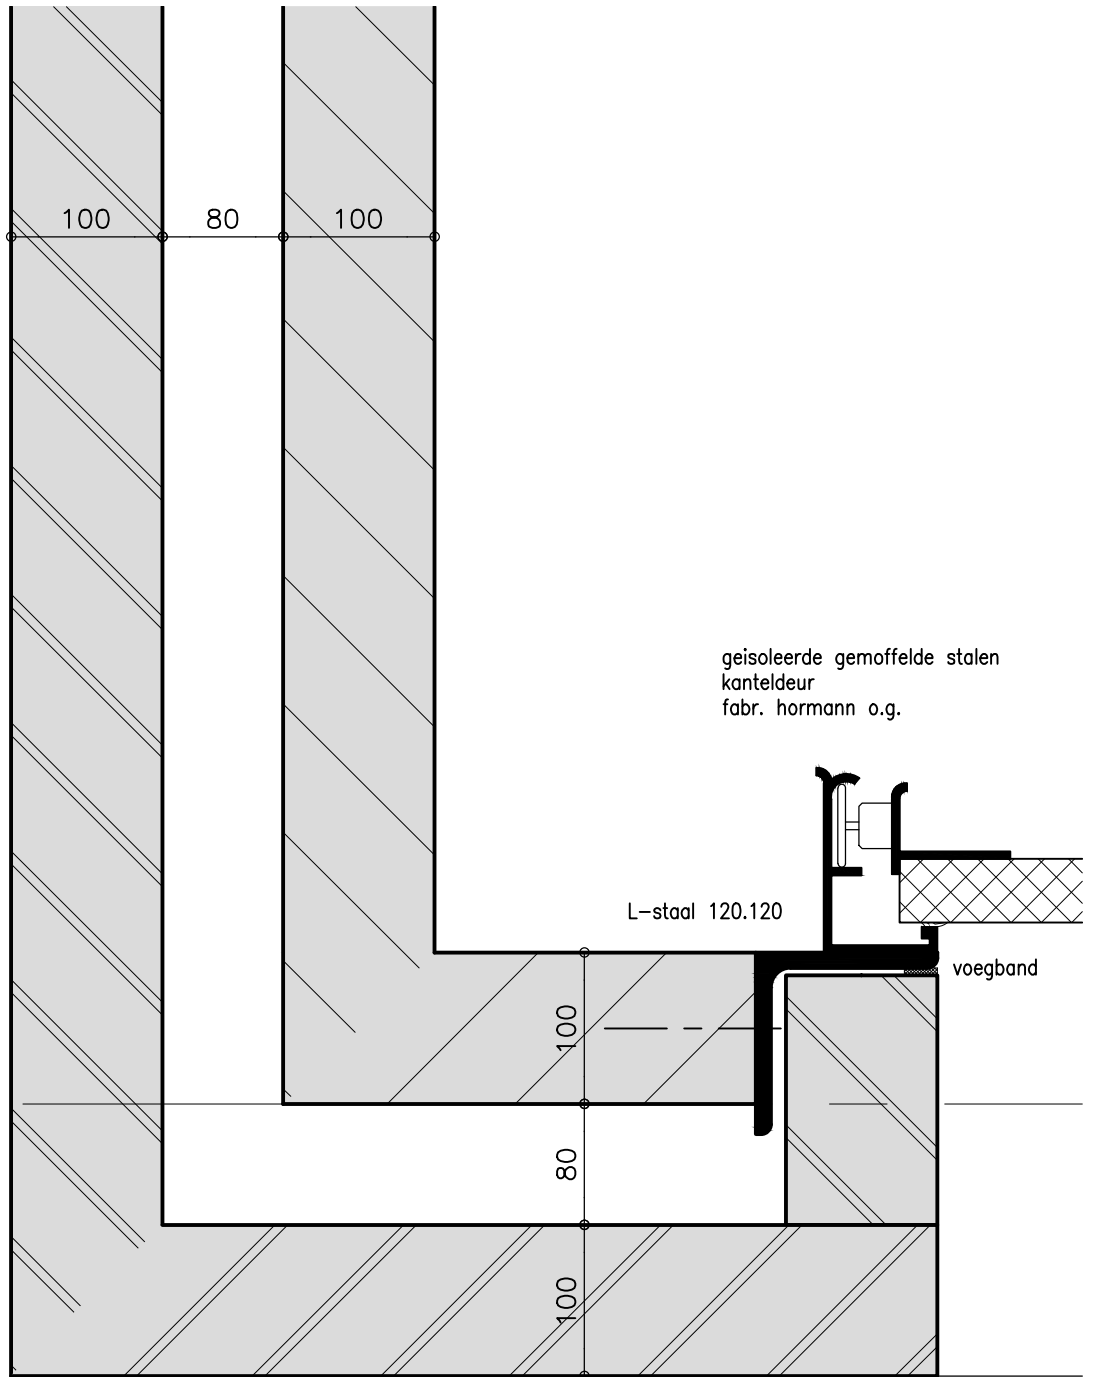 100 80 100
geisoleerde gemoffelde stalen
kanteldeur
fabr. hormann o.g.
L-staal 120.120
voegband
100
80
100